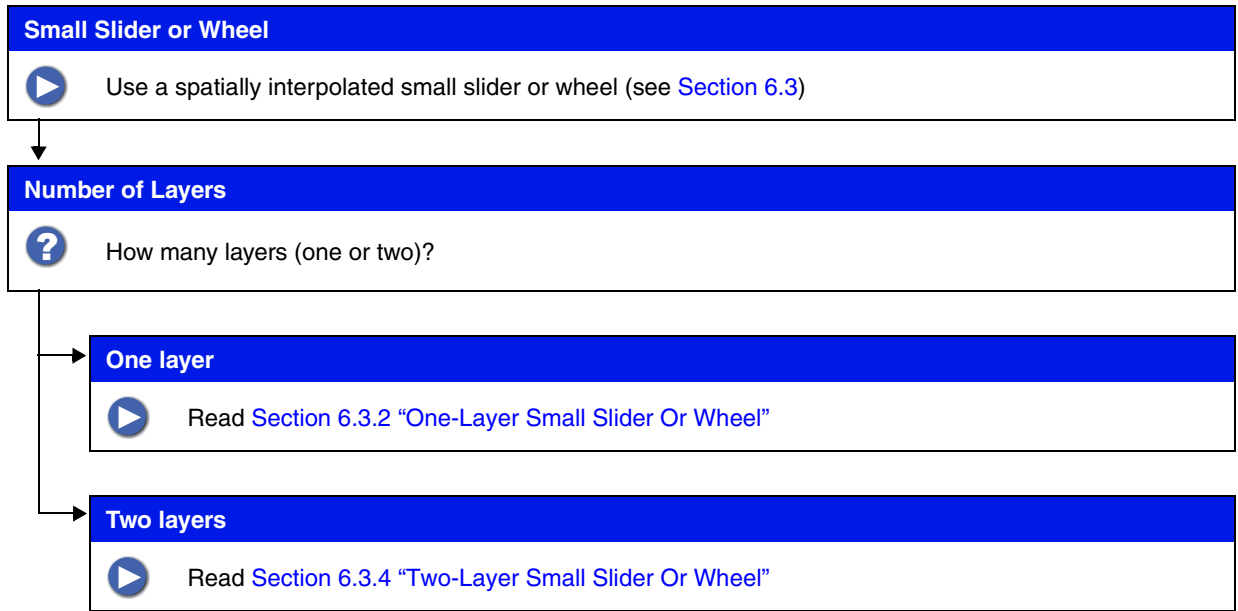 Small Slider or Wheel
Use a spatially interpolated small slider or wheel (see Section 6.3)
Number of Layers
?
How many layers (one or two)?
One layer
Read Section 6.3.2 “One-Layer Small Slider Or Wheel”
Two layers
Read Section 6.3.4 “Two-Layer Small Slider Or Wheel”